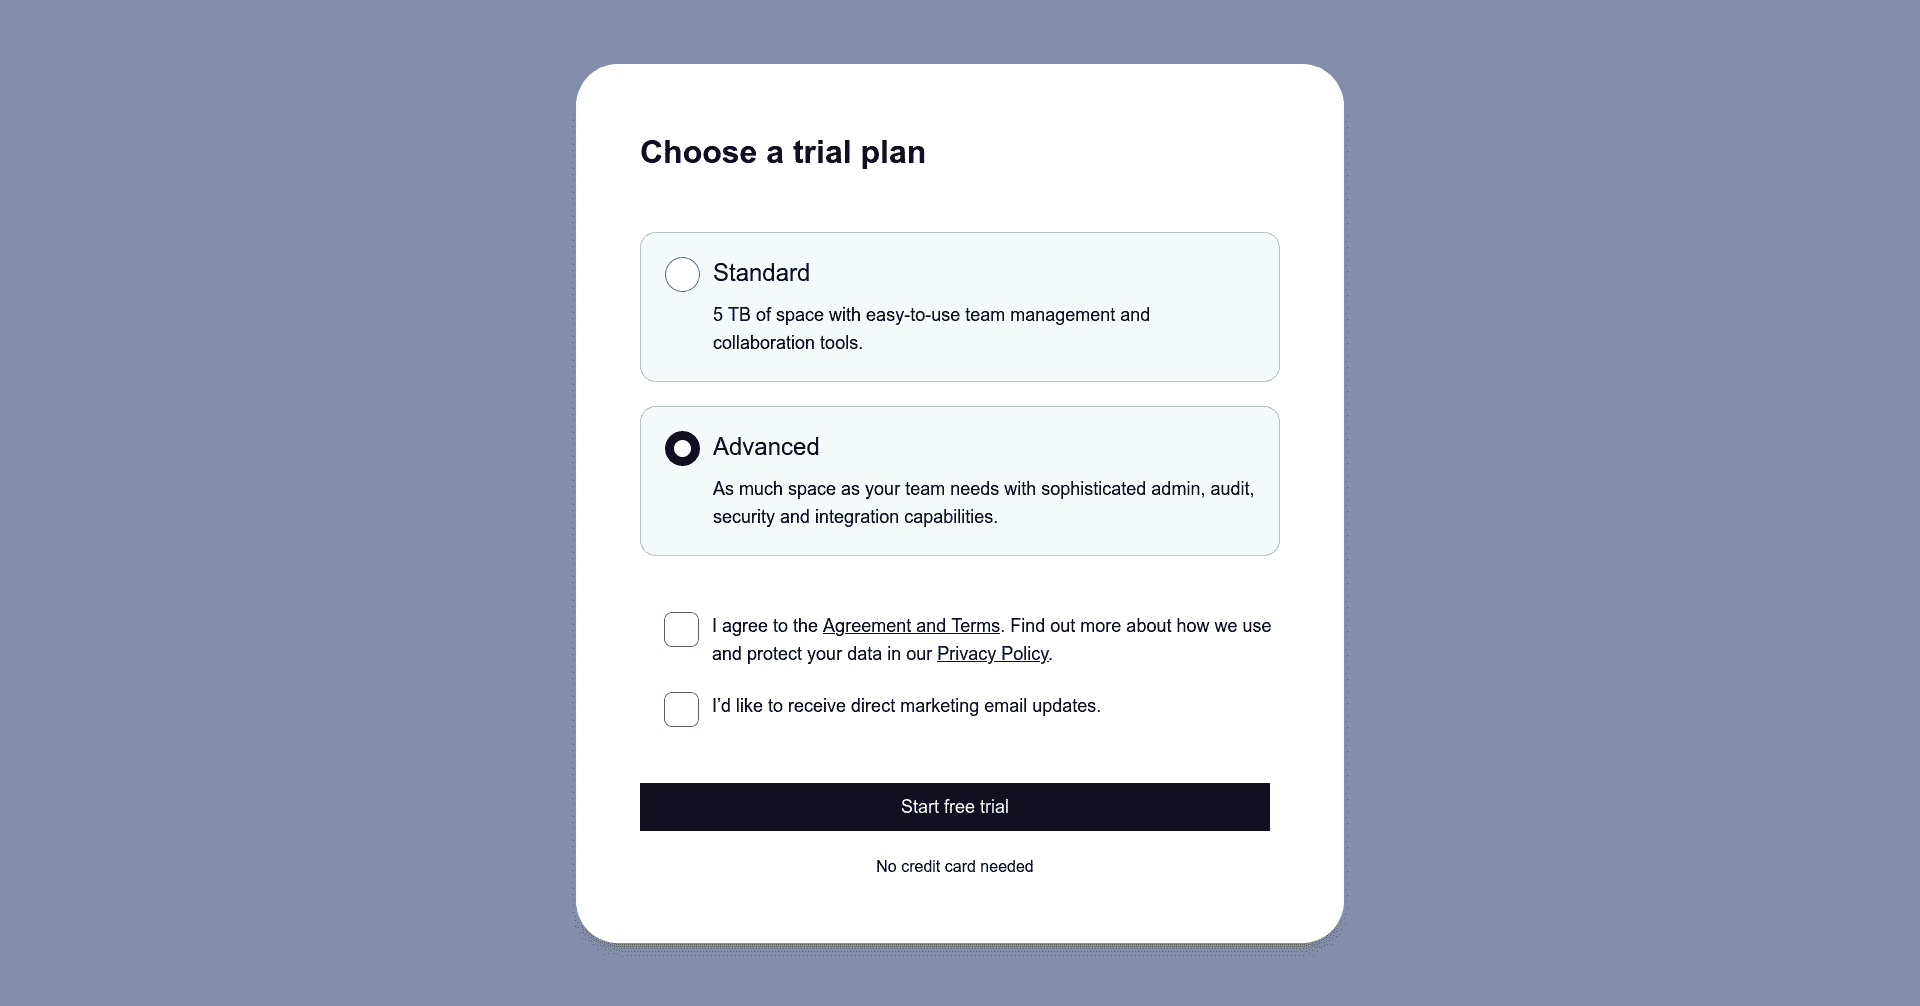 Choose a trial plan
Standard
5 TB of space with easy-to-use team management and
collaboration tools.
Advanced
As much space as your team needs with sophisticated admin, audit,
security and integration capabilities.
I agree to the Agreement and Terms. Find out more about how we use
and protect your data in our Privacy Policy.
I’d like to receive direct marketing email updates.
Start free trial
No credit card needed